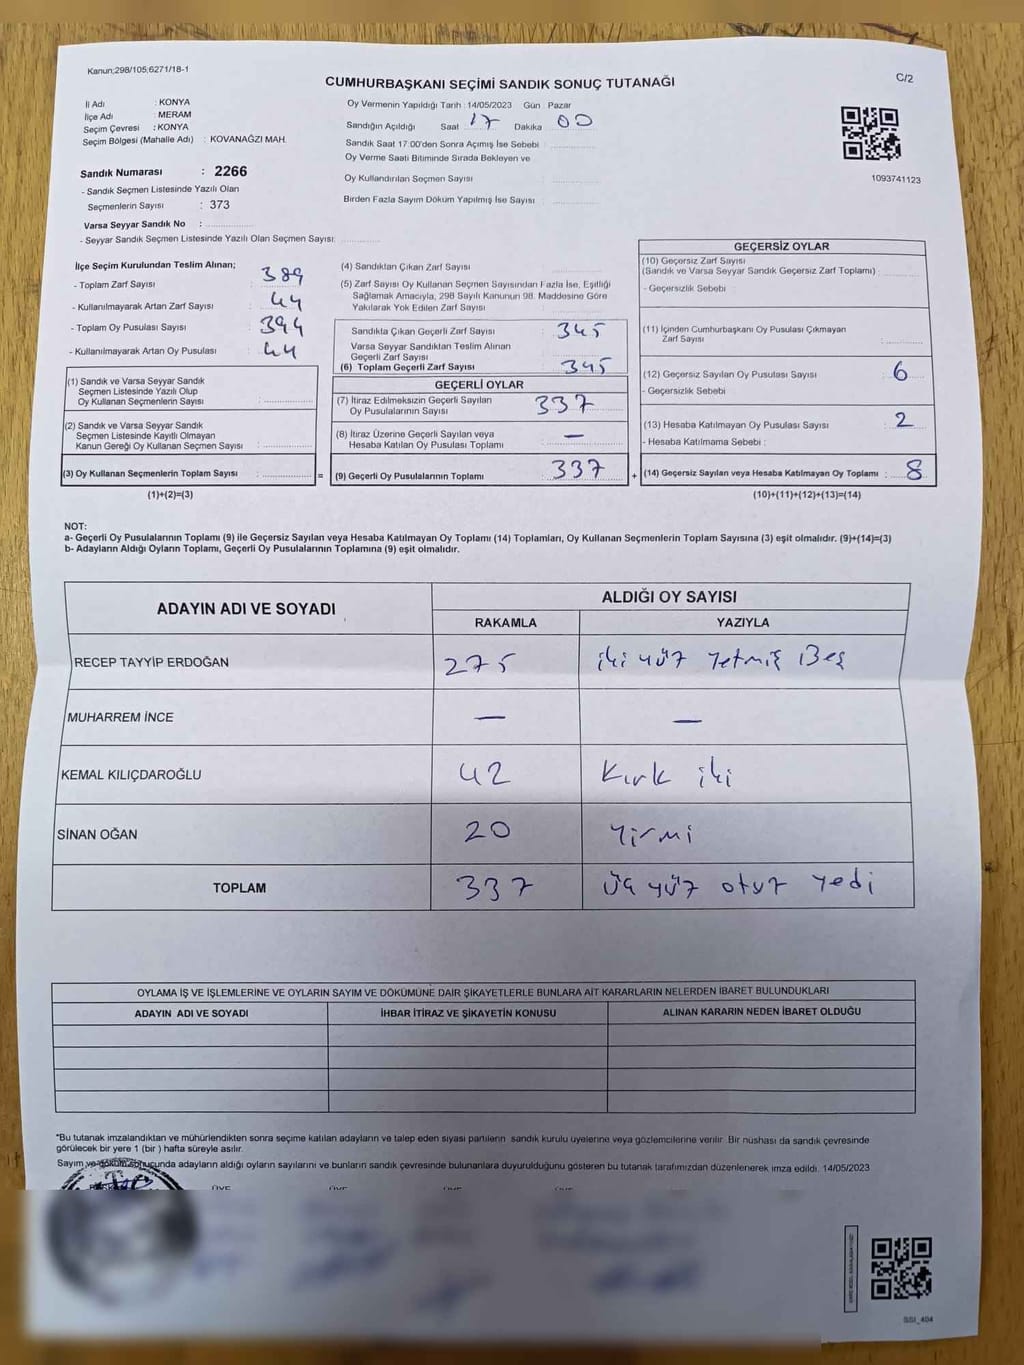 Kanun;298/105;6271/18-1
C/2
CUMHURBAŞKANI SEÇİMİ SANDIK SONUÇ TUTANAĞI
İl Adı : KONYA
İlçe Adı : MERAM
Seçim Çevresi : KONYA
Seçim Bölgesi (Mahalle Adı) : KOVANAĞZI MAH.
Oy Vermenin Yapıldığı Tarih : 14/05/2023 Gün : Pazar
Sandığın Açıldığı Saat 17 Dakika 00
Sandık Saat 17:00'den Sonra Açımış İse Sebebi :
Oy Verme Saati Bitiminde Sırada Bekleyen ve
Oy Kullandırılan Seçmen Sayısı
Birden Fazla Sayım Döküm Yapılmış İse Sayısı
1093741123
Sandık Numarası : 2266
- Sandık Seçmen Listesinde Yazılı Olan
Seçmenlerin Sayısı : 373
Varsa Seyyar Sandık No :
- Seyyar Sandık Seçmen Listesinde Yazılı Olan Seçmen Sayısı:
İlçe Seçim Kurulundan Teslim Alınan;
- Toplam Zarf Sayısı : 389
- Kullanılmayarak Artan Zarf Sayısı : 44
- Toplam Oy Pusulası Sayısı : 394
- Kullanılmayarak Artan Oy Pusulası : 44
(1) Sandık ve Varsa Seyyar Sandık
Seçmen Listesinde Yazılı Olup
Oy Kullanan Seçmenlerin Sayısı :
(2) Sandık ve Varsa Seyyar Sandık
Seçmen Listesinde Kayıtlı Olmayan
Kanun Gereği Oy Kullanan Seçmen Sayısı :
(3) Oy Kullanan Seçmenlerin Toplam Sayısı :
(1)+(2)=(3)
(4) Sandıktan Çıkan Zarf Sayısı
(5) Zarf Sayısı Oy Kullanan Seçmen Sayısından Fazla İse, Eşitliği
Sağlamak Amacıyla, 298 Sayılı Kanunun 98. Maddesine Göre
Yakılarak Yok Edilen Zarf Sayısı
Sandıkta Çıkan Geçerli Zarf Sayısı : 345
Varsa Seyyar Sandıktan Teslim Alınan
Geçerli Zarf Sayısı
(6) Toplam Geçerli Zarf Sayısı : 345
GEÇERLİ OYLAR
(7) İtiraz Edilmeksizin Geçerli Sayılan
Oy Pusulalarının Sayısı : 337
(8) İtiraz Üzerine Geçerli Sayılan veya
Hesaba Katılan Oy Pusulası Toplamı : —
= (9) Geçerli Oy Pusulalarının Toplamı : 337
GEÇERSİZ OYLAR
(10) Geçersiz Zarf Sayısı
(Sandık ve Varsa Seyyar Sandık Geçersiz Zarf Toplamı) :
- Geçersizlik Sebebi :
(11) İçinden Cumhurbaşkanı Oy Pusulası Çıkmayan
Zarf Sayısı :
(12) Geçersiz Sayılan Oy Pusulası Sayısı : 6
- Geçersizlik Sebebi
(13) Hesaba Katılmayan Oy Pusulası Sayısı : 2
- Hesaba Katılmama Sebebi :
+ (14) Geçersiz Sayılan veya Hesaba Katılmayan Oy Toplamı : 8
(10)+(11)+(12)+(13)=(14)
NOT:
a- Geçerli Oy Pusulalarının Toplamı (9) ile Geçersiz Sayılan veya Hesaba Katılmayan Oy Toplamı (14) Toplamları, Oy Kullanan Seçmenlerin Toplam Sayısına (3) eşit olmalıdır. (9)+(14)=(3)
b- Adayların Aldığı Oyların Toplamı, Geçerli Oy Pusulalarının Toplamına (9) eşit olmalıdır.
ADAYIN ADI VE SOYADI ALDIĞI OY SAYISI
RAKAMLA YAZIYLA
RECEP TAYYİP ERDOĞAN 275 iki yüz Yetmiş Beş
MUHARREM İNCE — —
KEMAL KILIÇDAROĞLU 42 Kırk iki
SİNAN OĞAN 20 Yirmi
TOPLAM 337 üç yüz otuz yedi
OYLAMA İŞ VE İŞLEMLERİNE VE OYLARIN SAYIM VE DÖKÜMÜNE DAİR ŞİKAYETLERLE BUNLARA AİT KARARLARIN NELERDEN İBARET BULUNDUKLARI
ADAYIN ADI VE SOYADI İHBAR İTİRAZ VE ŞİKAYETİN KONUSU ALINAN KARARIN NEDEN İBARET OLDUĞU
*Bu tutanak imzalandıktan ve mühürlendikten sonra seçime katılan adayların ve talep eden siyasi partilerin sandık kurulu üyelerine veya gözlemcilerine verilir. Bir nüshası da sandık çevresinde
görülecek bir yere 1 (bir ) hafta süreyle asılır.
Sayım ve döküm sonucunda adayların aldığı oyların sayılarını ve bunların sandık çevresinde bulunanlara duyurulduğunu gösteren bu tutanak tarafımızdan düzenlenerek imza edildi. 14/05/2023
ÜYE ÜYE ÜYE ÜYE
SSI_404